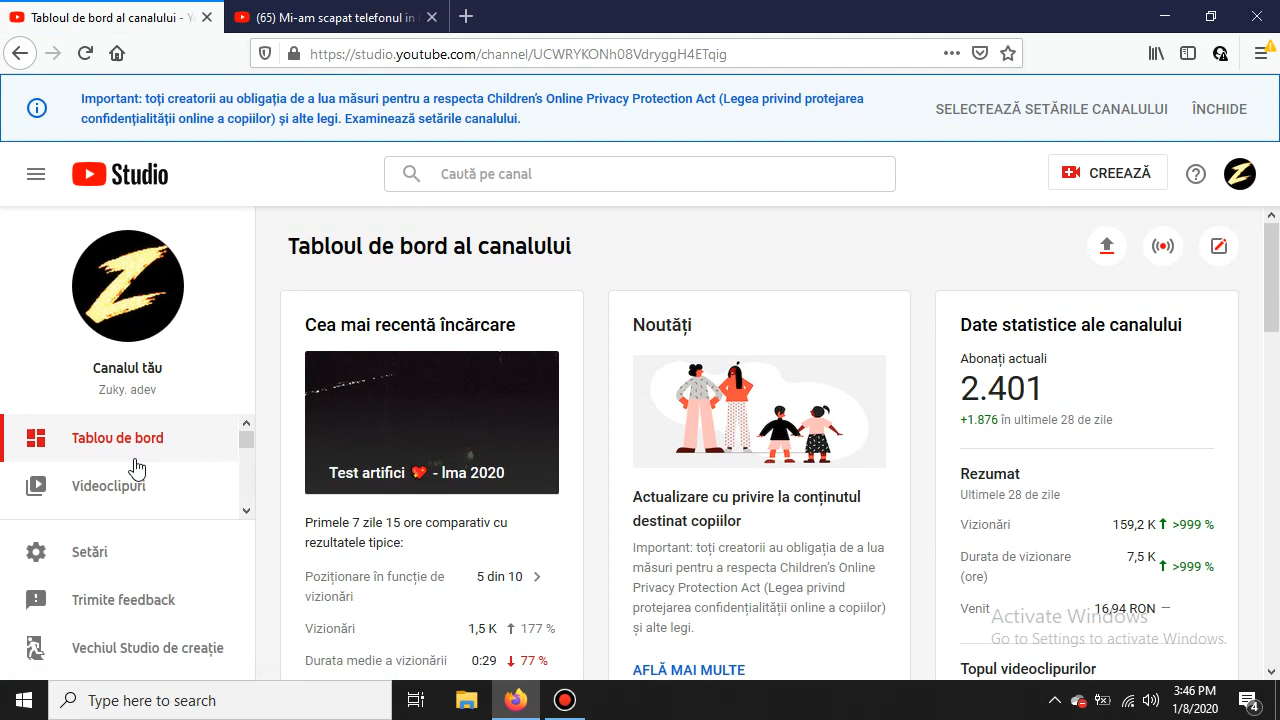 Tabloul de bord al canalului - Y
(65) Mi-am scapat telefonul in
https://studio.youtube.com/channel/UCWRYKONh08VdryggH4ETqig
Important: toți creatorii au obligația de a lua măsuri pentru a respecta Children's Online Privacy Protection Act (Legea privind protejarea
confidențialității online a copiilor) și alte legi. Examinează setările canalului.
SELECTEAZĂ SETĂRILE CANALULUI
ÎNCHIDE
Studio
Caută pe canal
CREEAZĂ
Z
Canalul tău
Zuky. adev
Tablou de bord
Videoclipuri
Setări
Trimite feedback
Vechiul Studio de creație
Tabloul de bord al canalului
Cea mai recentă încărcare
Test artifici ❤️ - Ima 2020
Primele 7 zile 15 ore comparativ cu
rezultatele tipice:
Poziționare în funcție de
vizionări
5 din 10
Vizionări 1,5 K 177 %
Durata medie a vizionării 0:29 77 %
Noutăți
Actualizare cu privire la conținutul
destinat copiilor
Important: toți creatorii au obligația de a lua
măsuri pentru a respecta Children's Online
Privacy Protection Act (Legea privind
protejarea confidențialității online a copiilor)
și alte legi.
AFLĂ MAI MULTE
Date statistice ale canalului
Abonați actuali
2.401
+1.876 în ultimele 28 de zile
Rezumat
Ultimele 28 de zile
Vizionări 159,2 K >999 %
Durata de vizionare
(ore)
7,5 K >999 %
Venit 16,94 RON —
Topul videoclipurilor
Activate Windows
Go to Settings to activate Windows.
Type here to search
3:46 PM
1/8/2020
4